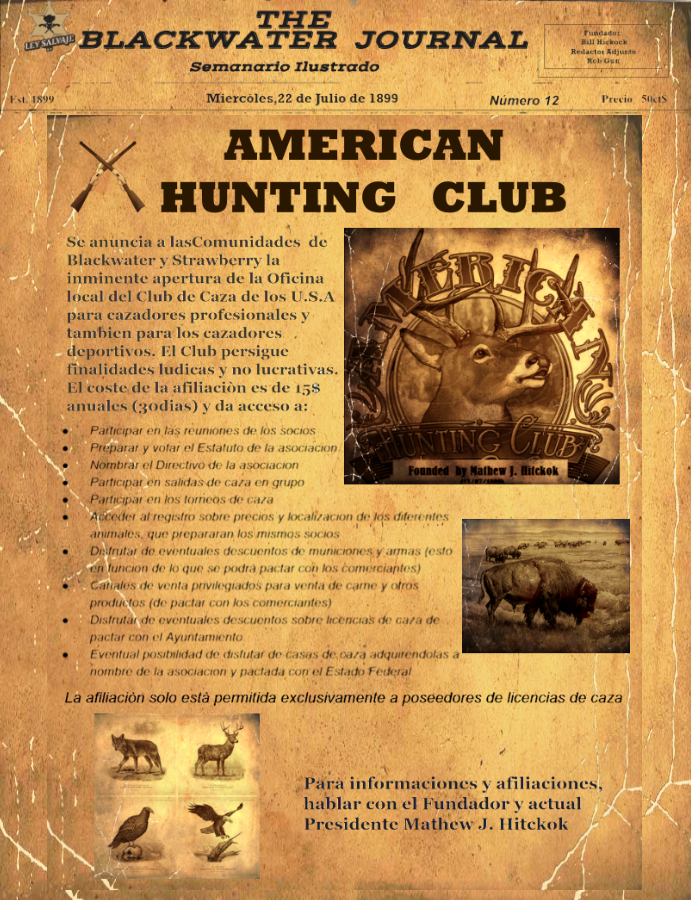 THE
BLACKWATER JOURNAL
LEY SALVAJE
Semanario Ilustrado
Fundador
Bill Hickock
Redactor Adjunto
Rob Gun
Est. 1899
Miercóles,22 de Julio de 1899
Número 12
Precio 50ctS
AMERICAN
HUNTING CLUB
Se anuncia a lasComunidades de
Blackwater y Strawberry la
inminente apertura de la Oficina
local del Club de Caza de los U.S.A
para cazadores profesionales y
tambien para los cazadores
deportivos. El Club persigue
finalidades ludicas y no lucrativas.
El coste de la afiliaciòn es de 15$
anuales (30dias) y da acceso a:
AMERICAN
HUNTING CLUB
Founded by Mathew J. Hitckok
• Participar en las reuniones de los socios
• Preparar y votar el Estatuto de la asociacion
• Nombrar el Directivo de la asociacion
• Participar en salidas de caza en grupo
• Participar en los torneos de caza
• Acceder al registro sobre precios y localizacion de los diferentes
animales, que prepararan los mismos socios
• Disfrutar de eventuales descuentos de municiones y armas (esto
en funcion de lo que se podrà pactar con los comerciantes)
• Canales de venta privilegiados para venta de carne y otros
productos (de pactar con los comerciantes)
• Disfrutar de eventuales descuentos sobre licencias de caza de
pactar con el Ayuntamiento
• Eventual posibilidad de disfutar de casas de caza adquirendolas a
nombre de la asociacion y pactada con el Estado Federal
La afiliaciòn solo està permitida exclusivamente a poseedores de licencias de caza
Para informaciones y afiliaciones,
hablar con el Fundador y actual
Presidente Mathew J. Hitckok